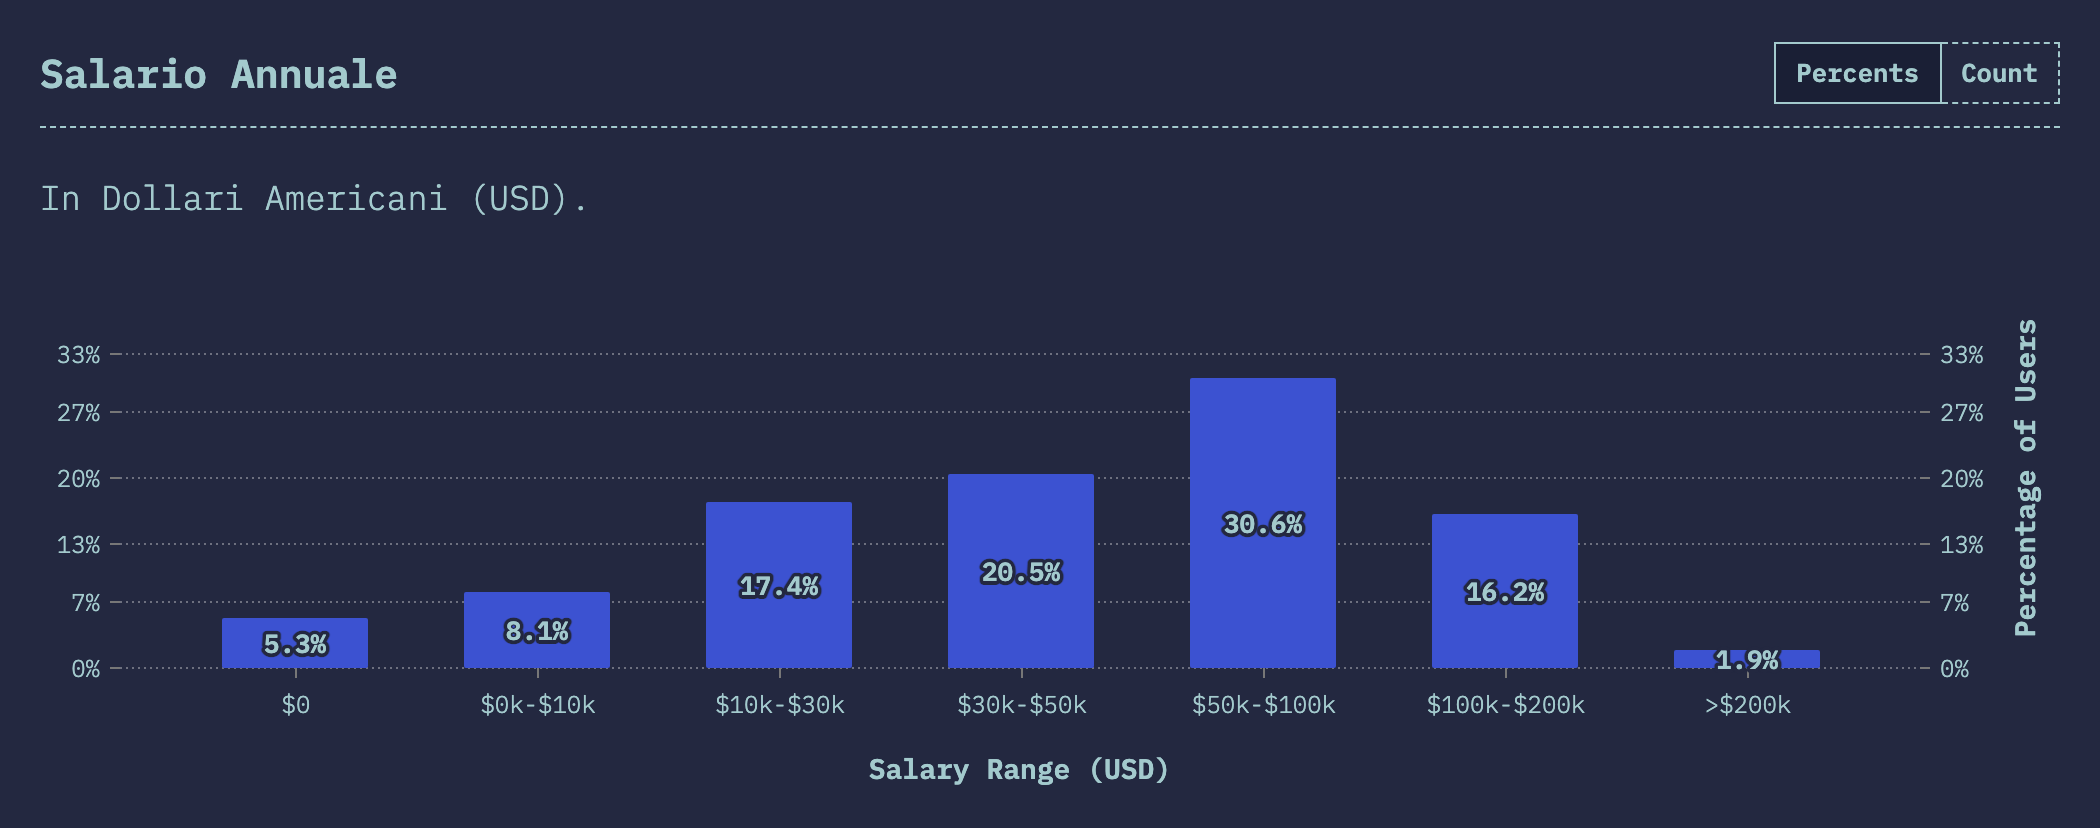 Salario Annuale
Percents Count
In Dollari Americani (USD).
33% 33%
27% 27%
20% 20%
13% 13%
7% 7%
0% 0%
5.3% 8.1% 17.4% 20.5% 30.6% 16.2% 1.9%
$0 $0k-$10k $10k-$30k $30k-$50k $50k-$100k $100k-$200k >$200k
Salary Range (USD)
Percentage of Users